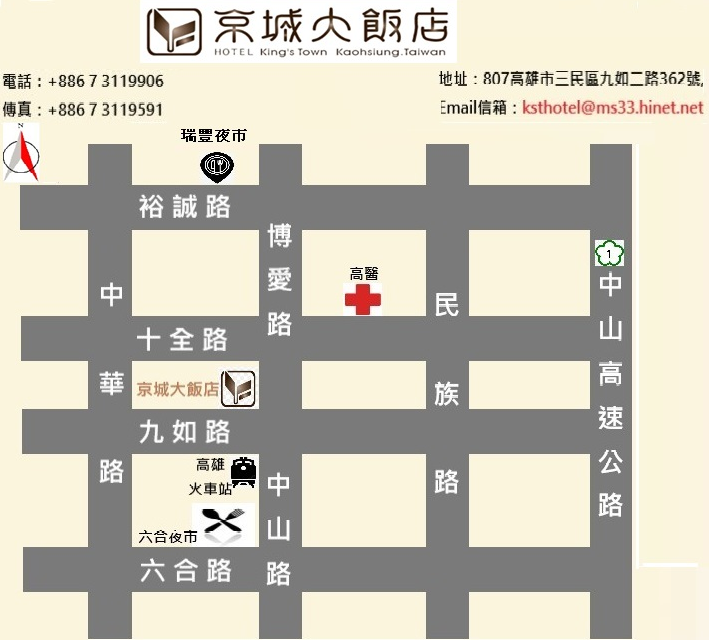 京城大飯店
HOTEL King's Town Kaohsiung.Taiwan
電話：+886 7 3119906
地址：807高雄市三民區九如二路362號,
傳真：+886 7 3119591
Email信箱：ksthotel@ms33.hinet.net
N
瑞豐夜市
裕誠路
博愛路
1
中山高速公路
高醫
中華路
民族路
十全路
京城大飯店
九如路
高雄
火車站
中山路
六合夜市
六合路